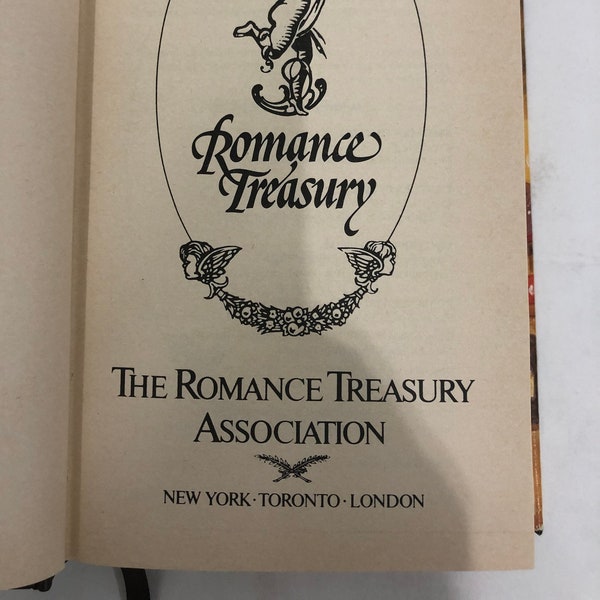 Romance
Treasury
THE ROMANCE TREASURY
ASSOCIATION
NEW YORK · TORONTO · LONDON